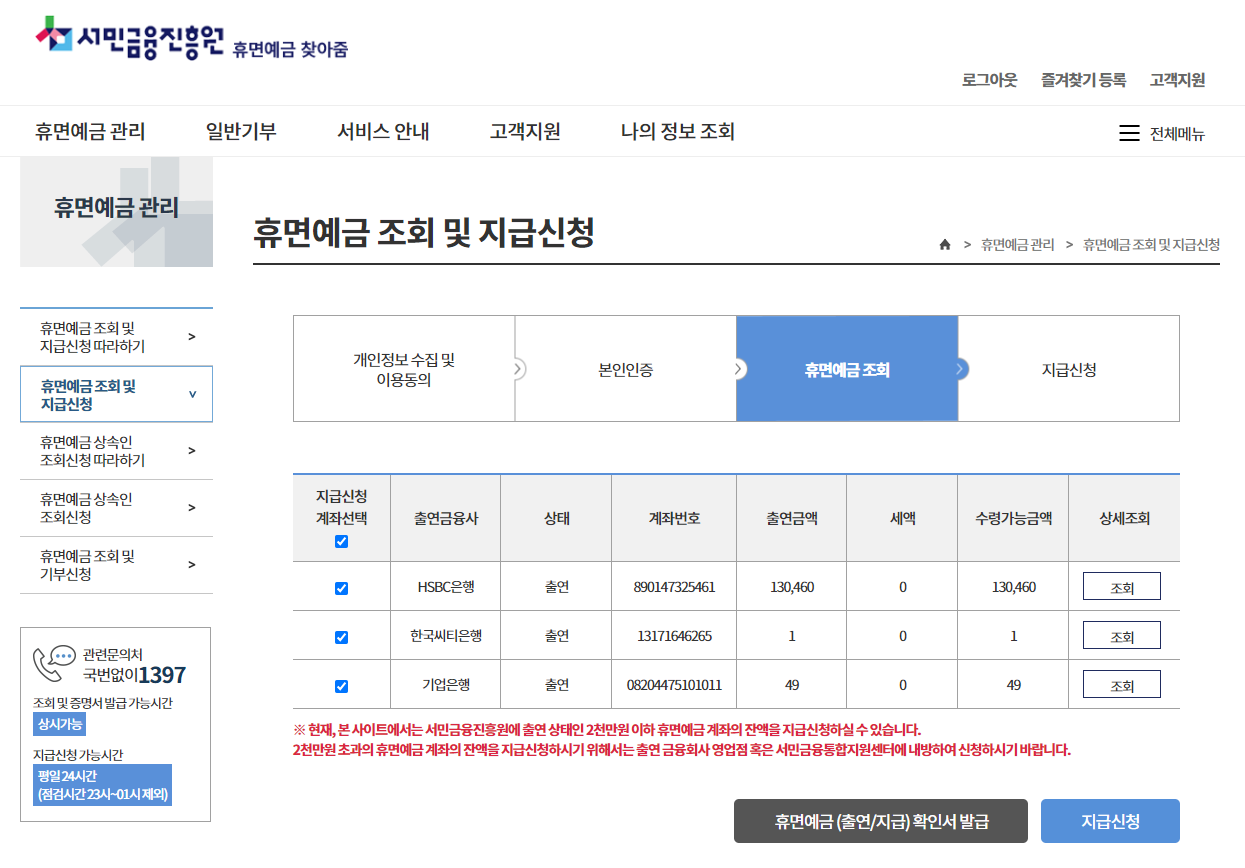 서민금융진흥원 휴면예금 찾아줌
로그아웃 즐겨찾기 등록 고객지원
휴면예금 관리 일반기부 서비스 안내 고객지원 나의 정보 조회 전체메뉴
휴면예금 관리
휴면예금 조회 및 지급신청
> 휴면예금 관리 > 휴면예금 조회 및 지급신청
휴면예금 조회 및
지급신청 따라하기 >
휴면예금 조회 및
지급신청 v
휴면예금 상속인
조회신청 따라하기 >
휴면예금 상속인
조회신청 >
휴면예금 조회 및
기부신청 >
관련문의처
국번없이1397
조회 및 증명서 발급 가능시간
상시가능
지급신청 가능시간
평일 24시간
(점검시간 23시~01시 제외)
개인정보 수집 및
이용동의
본인인증
휴면예금 조회
지급신청
지급신청
계좌선택 출연금융사 상태 계좌번호 출연금액 세액 수령가능금액 상세조회
HSBC은행 출연 890147325461 130,460 0 130,460 조회
한국씨티은행 출연 13171646265 1 0 1 조회
기업은행 출연 08204475101011 49 0 49 조회
※ 현재, 본 사이트에서는 서민금융진흥원에 출연 상태인 2천만원 이하 휴면예금 계좌의 잔액을 지급신청하실 수 있습니다.
2천만원 초과의 휴면예금 계좌의 잔액을 지급신청하시기 위해서는 출연 금융회사 영업점 혹은 서민금융통합지원센터에 내방하여 신청하시기 바랍니다.
휴면예금 (출연/지급) 확인서 발급 지급신청